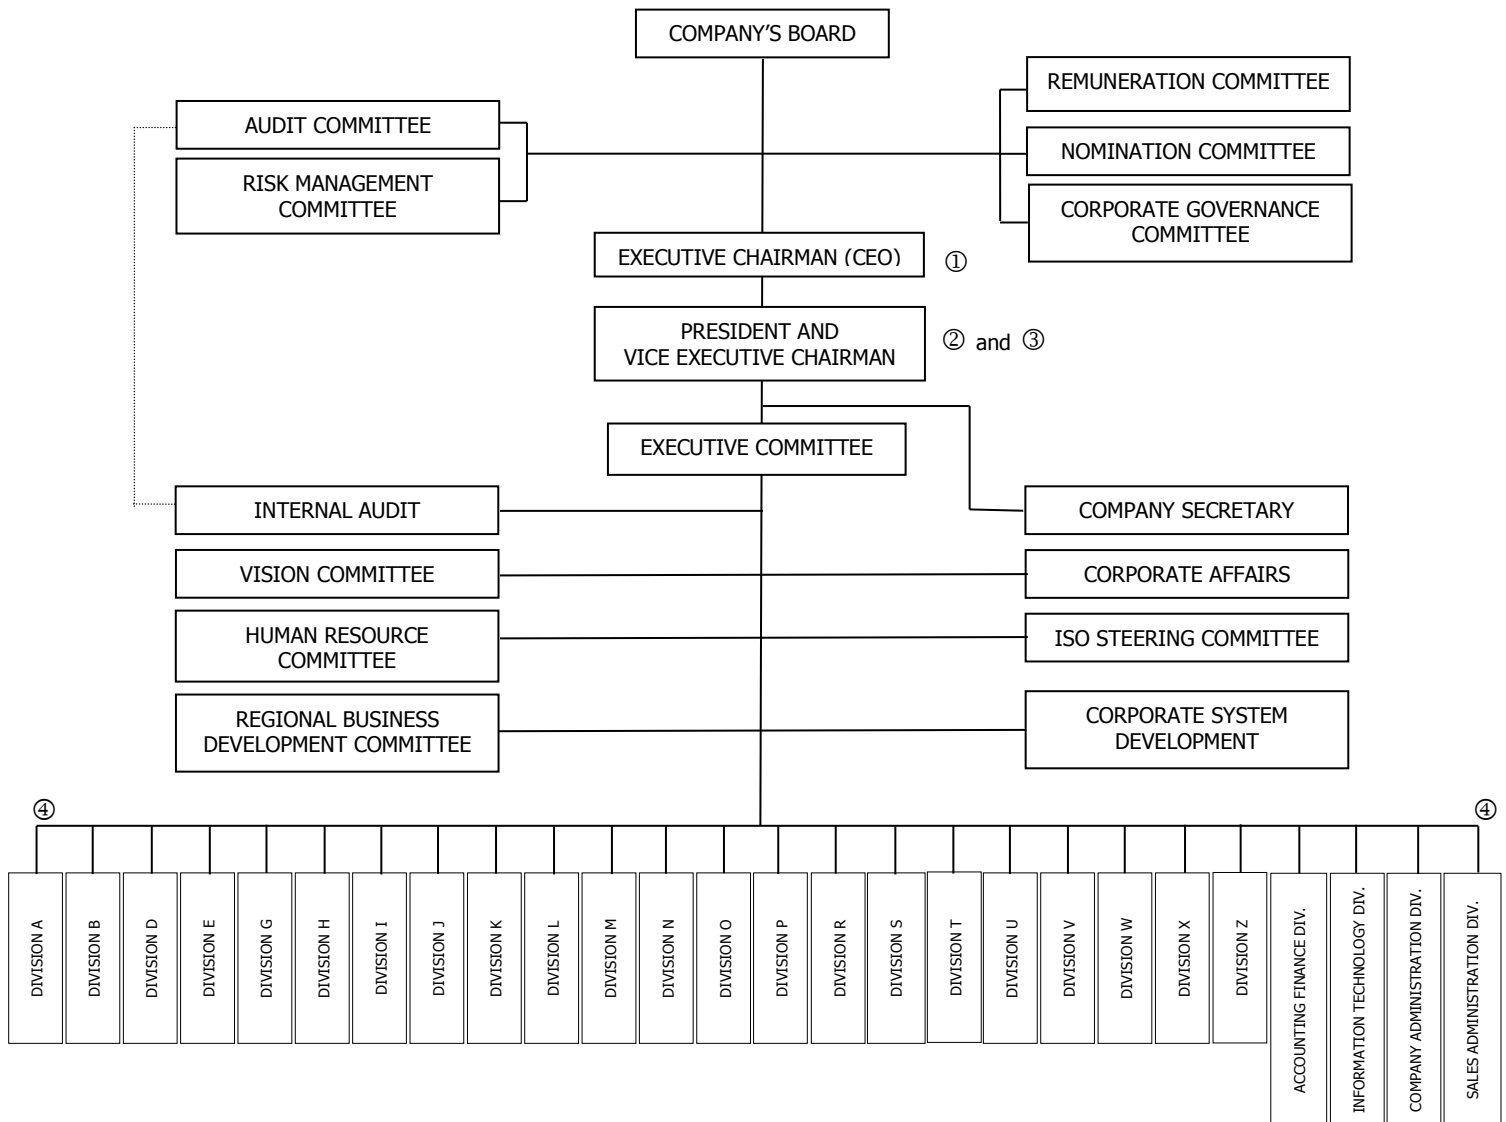 COMPANY'S BOARD
REMUNERATION COMMITTEE
AUDIT COMMITTEE
NOMINATION COMMITTEE
RISK MANAGEMENT
COMMITTEE
CORPORATE GOVERNANCE
COMMITTEE
EXECUTIVE CHAIRMAN (CEO)
①
PRESIDENT AND
VICE EXECUTIVE CHAIRMAN
② and ③
EXECUTIVE COMMITTEE
INTERNAL AUDIT
COMPANY SECRETARY
VISION COMMITTEE
CORPORATE AFFAIRS
HUMAN RESOURCE
COMMITTEE
ISO STEERING COMMITTEE
REGIONAL BUSINESS
DEVELOPMENT COMMITTEE
CORPORATE SYSTEM
DEVELOPMENT
④
④
DIVISION A
DIVISION B
DIVISION D
DIVISION E
DIVISION G
DIVISION H
DIVISION I
DIVISION J
DIVISION K
DIVISION L
DIVISION M
DIVISION N
DIVISION O
DIVISION P
DIVISION R
DIVISION S
DIVISION T
DIVISION U
DIVISION V
DIVISION W
DIVISION X
DIVISION Z
ACCOUNTING FINANCE DIV.
INFORMATION TECHNOLOGY DIV.
COMPANY ADMINISTRATION DIV.
SALES ADMINISTRATION DIV.